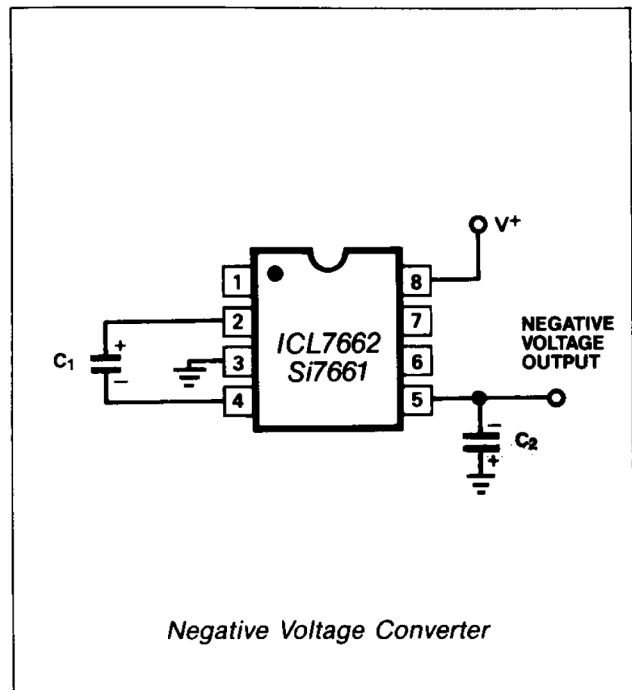 V+
1
8
2
7
NEGATIVE
VOLTAGE
OUTPUT
ICL7662
Si7661
+
C1
-
3
6
4
5
-
C2
+
Negative Voltage Converter